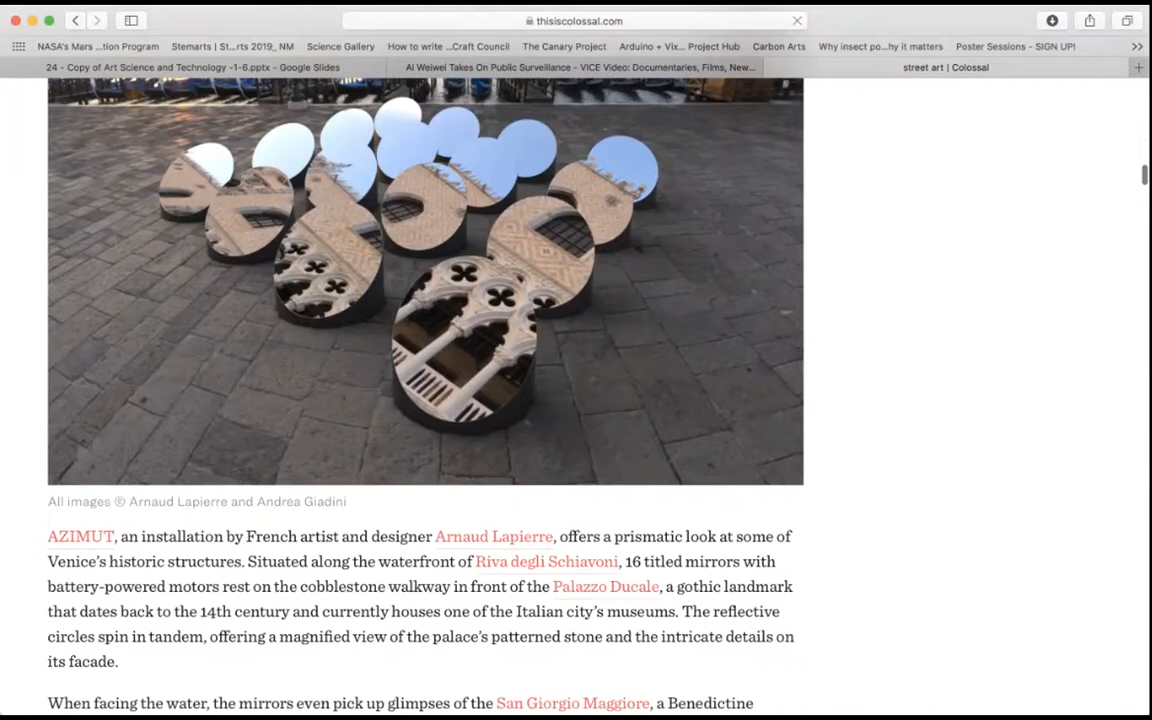 thisiscolossal.com
NASA's Mars ...tion Program
Stemarts | St...rts 2019_ NM
Science Gallery
How to write ...Craft Council
The Canary Project
Arduino + Vix... Project Hub
Carbon Arts
Why insect po...hy it matters
Poster Sessions - SIGN UP!
24 - Copy of Art Science and Technology -1-6.pptx - Google Slides
Ai Weiwei Takes On Public Surveillance - VICE Video: Documentaries, Films, New...
street art | Colossal
All images © Arnaud Lapierre and Andrea Giadini
AZIMUT, an installation by French artist and designer Arnaud Lapierre, offers a prismatic look at some of
Venice's historic structures. Situated along the waterfront of Riva degli Schiavoni, 16 titled mirrors with
battery-powered motors rest on the cobblestone walkway in front of the Palazzo Ducale, a gothic landmark
that dates back to the 14th century and currently houses one of the Italian city's museums. The reflective
circles spin in tandem, offering a magnified view of the palace's patterned stone and the intricate details on
its facade.
When facing the water, the mirrors even pick up glimpses of the San Giorgio Maggiore, a Benedictine